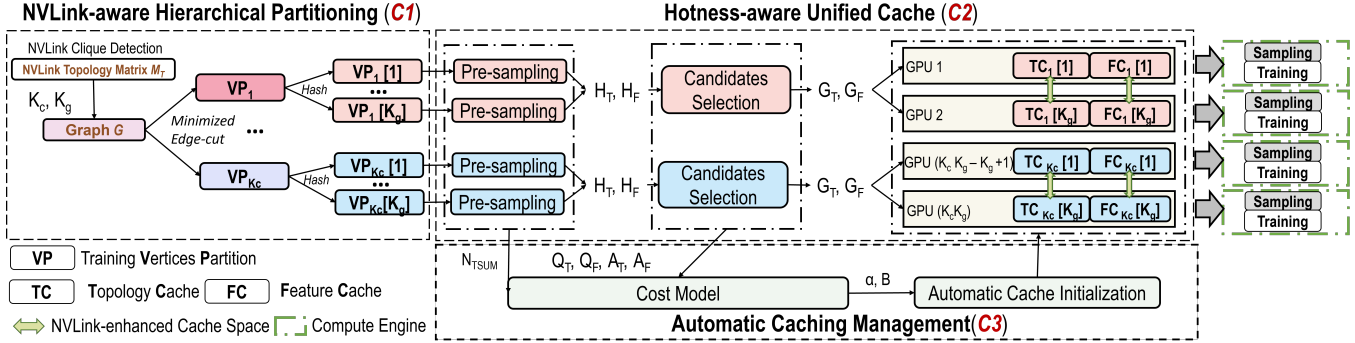 NVLink-aware Hierarchical Partitioning (C1)
Hotness-aware Unified Cache (C2)
NVLink Clique Detection
NVLink Topology Matrix M_T
K_c, K_g
Graph G
Minimized
Edge-cut
...
VP_1
VP_Kc
Hash
Hash
VP_1 [1]
...
VP_1 [K_g]
VP_Kc [1]
...
VP_Kc[K_g]
Pre-sampling
Pre-sampling
Pre-sampling
Pre-sampling
H_T, H_F
H_T, H_F
Candidates
Selection
Candidates
Selection
G_T, G_F
G_T, G_F
GPU 1
TC_1 [1]
FC_1 [1]
GPU 2
TC_1 [K_g]
FC_1 [K_g]
GPU (K_c K_g – K_g +1)
TC_Kc [1]
FC_Kc [1]
GPU (K_cK_g)
TC_Kc [K_g]
FC_Kc [K_g]
Sampling
Training
Sampling
Training
Sampling
Training
Sampling
Training
N_TSUM
Q_T, Q_F, A_T, A_F
Cost Model
α, B
Automatic Cache Initialization
Automatic Caching Management(C3)
VP
Training Vertices Partition
TC
Topology Cache
FC
Feature Cache
NVLink-enhanced Cache Space
Compute Engine